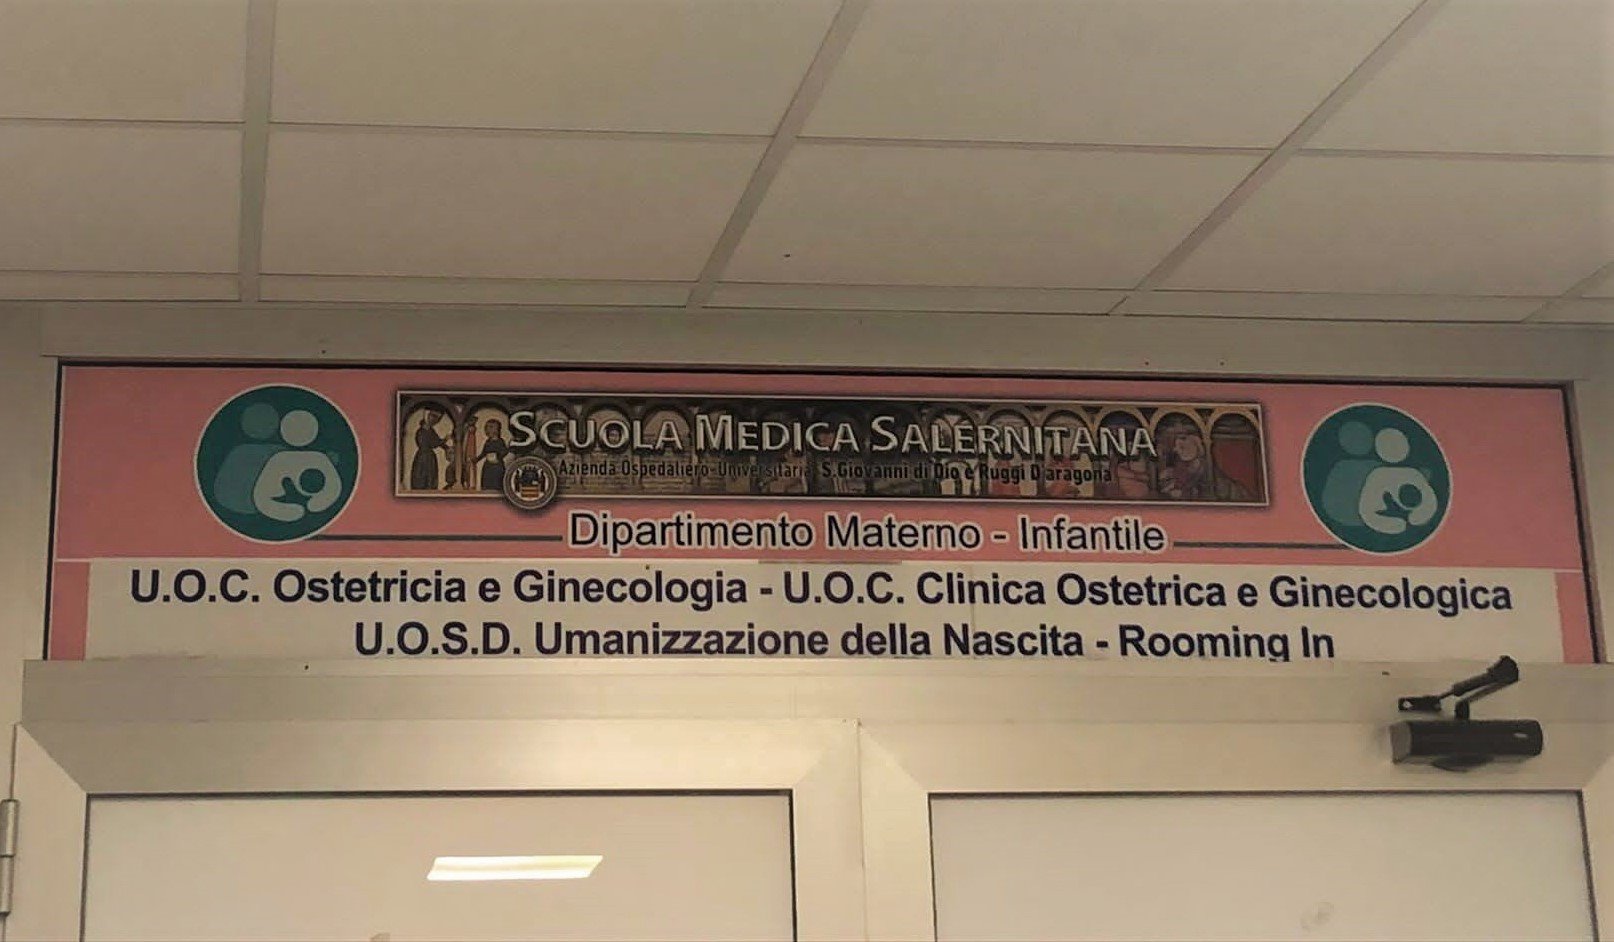 SCUOLA MEDICA SALERNITANA
Azienda Ospedaliero-Universitaria S.Giovanni di Dio e Ruggi D'aragona
Dipartimento Materno - Infantile
U.O.C. Ostetricia e Ginecologia - U.O.C. Clinica Ostetrica e Ginecologica
U.O.S.D. Umanizzazione della Nascita - Rooming In